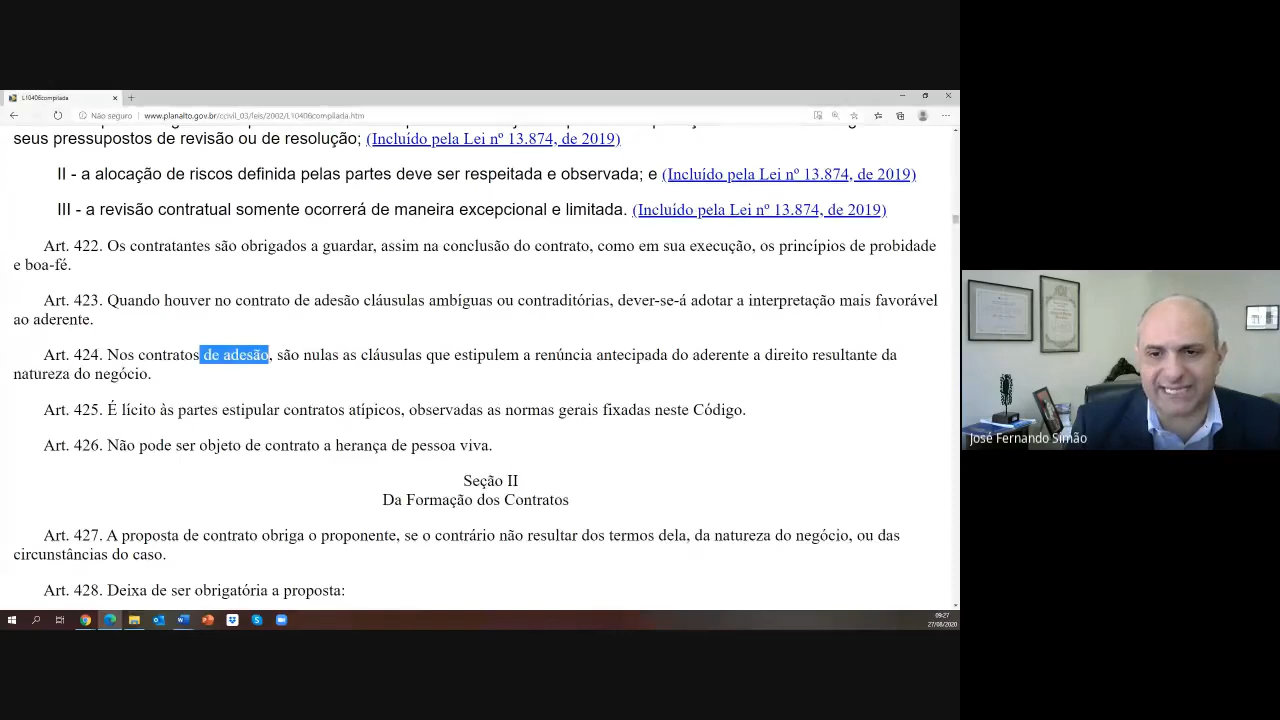 L10406compilada
Não seguro
www.planalto.gov.br/ccivil_03/leis/2002/L10406compilada.htm
seus pressupostos de revisão ou de resolução; (Incluído pela Lei nº 13.874, de 2019)
II - a alocação de riscos definida pelas partes deve ser respeitada e observada; e (Incluído pela Lei nº 13.874, de 2019)
III - a revisão contratual somente ocorrerá de maneira excepcional e limitada. (Incluído pela Lei nº 13.874, de 2019)
Art. 422. Os contratantes são obrigados a guardar, assim na conclusão do contrato, como em sua execução, os princípios de probidade
e boa-fé.
Art. 423. Quando houver no contrato de adesão cláusulas ambíguas ou contraditórias, dever-se-á adotar a interpretação mais favorável
ao aderente.
Art. 424. Nos contratos de adesão, são nulas as cláusulas que estipulem a renúncia antecipada do aderente a direito resultante da
natureza do negócio.
Art. 425. É lícito às partes estipular contratos atípicos, observadas as normas gerais fixadas neste Código.
Art. 426. Não pode ser objeto de contrato a herança de pessoa viva.
Seção II
Da Formação dos Contratos
Art. 427. A proposta de contrato obriga o proponente, se o contrário não resultar dos termos dela, da natureza do negócio, ou das
circunstâncias do caso.
Art. 428. Deixa de ser obrigatória a proposta:
09:27
27/08/2020
José Fernando Simão